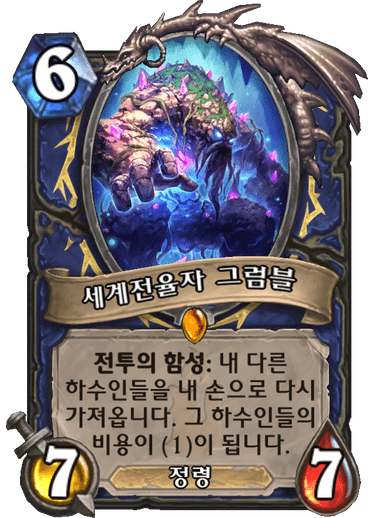 6
세계전율자 그럼블
전투의 함성: 내 다른
하수인들을 내 손으로 다시
가져옵니다. 그 하수인들의
비용이 (1)이 됩니다.
7
정령
7